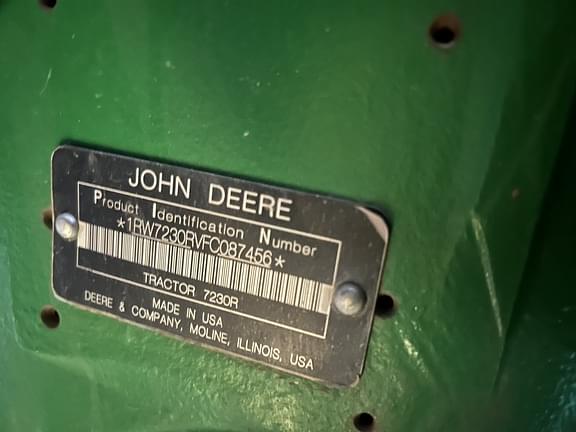 JOHN DEERE
Product Identification Number
*1RW7230RVFC087456*
TRACTOR 7230R
MADE IN USA
DEERE & COMPANY, MOLINE, ILLINOIS, USA